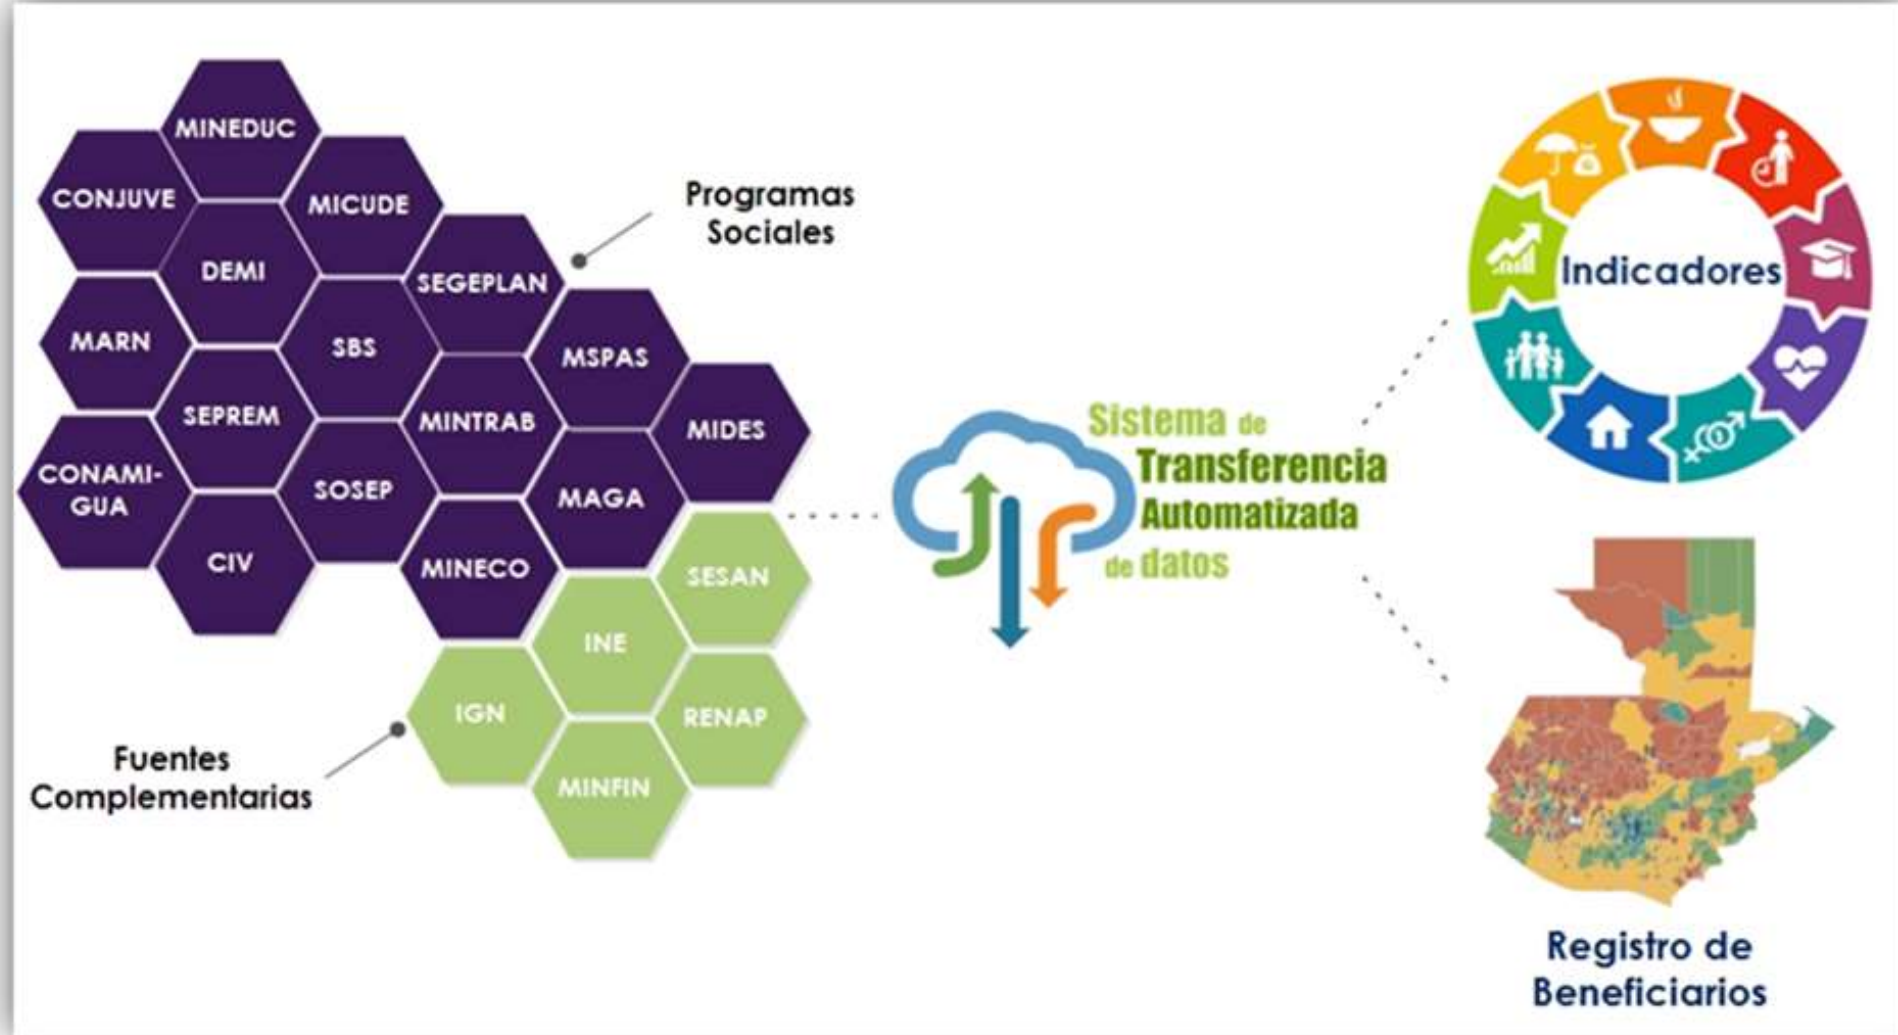 MINEDUC
CONJUVE
MICUDE
DEMI
SEGEPLAN
MARN
SBS
MSPAS
SEPREM
MINTRAB
MIDES
CONAMI-
GUA
SOSEP
MAGA
CIV
MINECO
SESAN
INE
IGN
RENAP
MINFIN
Programas
Sociales
Fuentes
Complementarias
Sistema de
Transferencia
Automatizada
de datos
Indicadores
Registro de
Beneficiarios